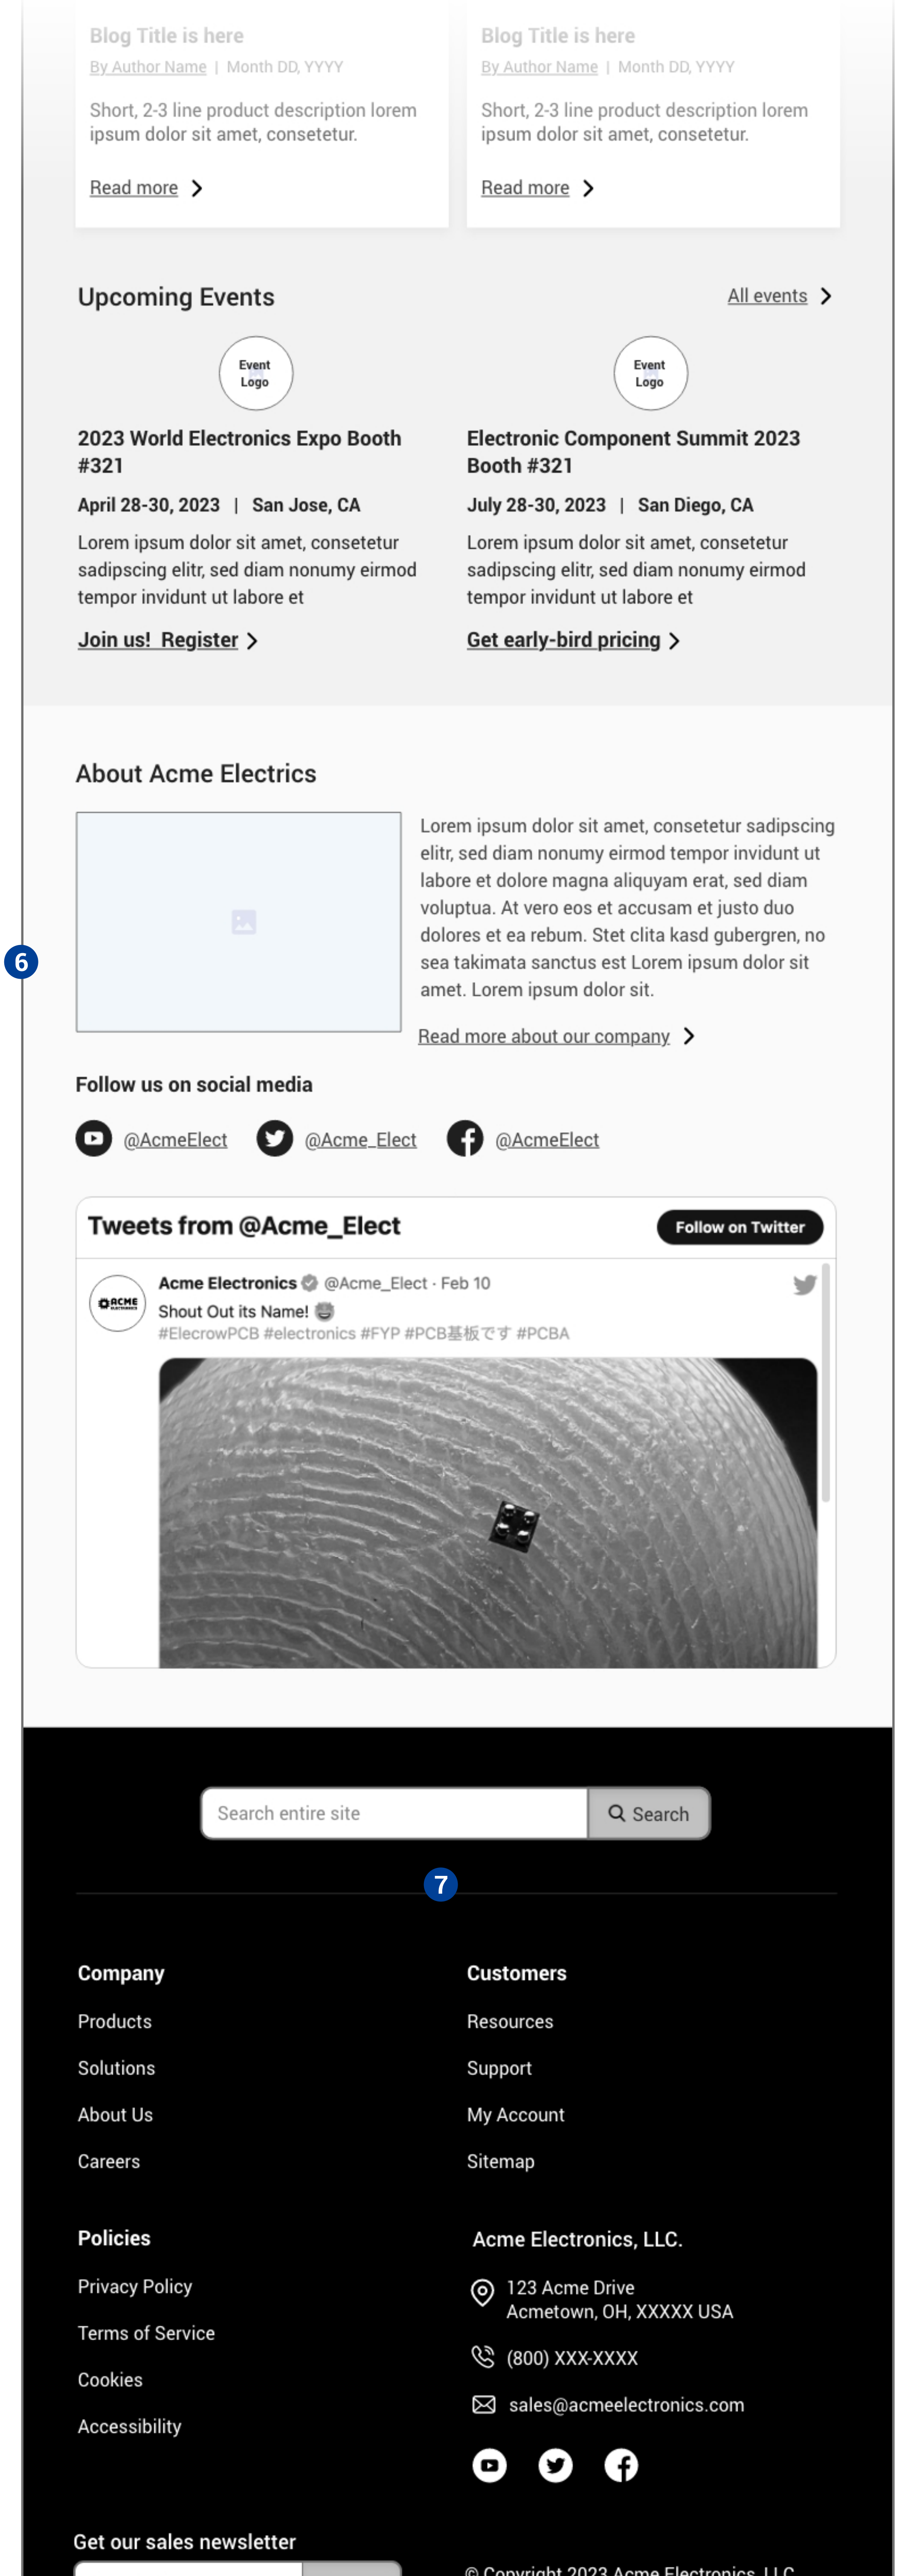 Blog Title is here
By Author Name | Month DD, YYYY
Short, 2-3 line product description lorem
ipsum dolor sit amet, consetetur.
Read more
Blog Title is here
By Author Name | Month DD, YYYY
Short, 2-3 line product description lorem
ipsum dolor sit amet, consetetur.
Read more
Upcoming Events
All events
Event
Logo
2023 World Electronics Expo Booth
#321
April 28-30, 2023 | San Jose, CA
Lorem ipsum dolor sit amet, consetetur
sadipscing elitr, sed diam nonumy eirmod
tempor invidunt ut labore et
Join us! Register
Event
Logo
Electronic Component Summit 2023
Booth #321
July 28-30, 2023 | San Diego, CA
Lorem ipsum dolor sit amet, consetetur
sadipscing elitr, sed diam nonumy eirmod
tempor invidunt ut labore et
Get early-bird pricing
About Acme Electrics
Lorem ipsum dolor sit amet, consetetur sadipscing
elitr, sed diam nonumy eirmod tempor invidunt ut
labore et dolore magna aliquyam erat, sed diam
voluptua. At vero eos et accusam et justo duo
dolores et ea rebum. Stet clita kasd gubergren, no
sea takimata sanctus est Lorem ipsum dolor sit
amet. Lorem ipsum dolor sit.
6
Read more about our company
Follow us on social media
@AcmeElect
@Acme_Elect
@AcmeElect
Tweets from @Acme_Elect
Follow on Twitter
ACME
ELECTRONICS
Acme Electronics @Acme_Elect · Feb 10
Shout Out its Name! 🤩
#ElecrowPCB #electronics #FYP #PCB基板です #PCBA
Search entire site
Search
7
Company
Products
Solutions
About Us
Careers
Customers
Resources
Support
My Account
Sitemap
Policies
Privacy Policy
Terms of Service
Cookies
Accessibility
Acme Electronics, LLC.
123 Acme Drive
Acmetown, OH, XXXXX USA
(800) XXX-XXXX
sales@acmeelectronics.com
Get our sales newsletter
© Copyright 2023 Acme Electronics, LLC